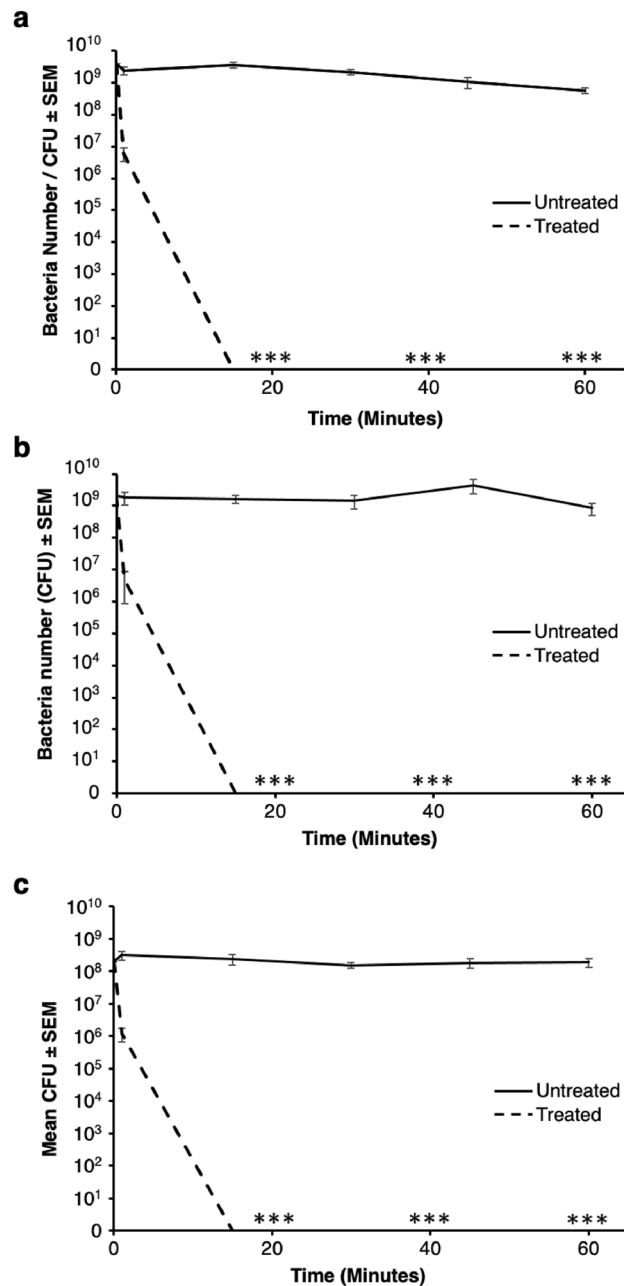 a
Bacteria Number / CFU ± SEM
10¹⁰
10⁹
10⁸
10⁷
10⁶
10⁵
10⁴
10³
10²
10¹
0
Untreated
Treated
*** *** ***
0 20 40 60
Time (Minutes)
b
Bacteria number (CFU) ± SEM
10¹⁰
10⁹
10⁸
10⁷
10⁶
10⁵
10⁴
10³
10²
10¹
0
Untreated
Treated
*** *** ***
0 20 40 60
Time (Minutes)
c
Mean CFU ± SEM
10¹⁰
10⁹
10⁸
10⁷
10⁶
10⁵
10⁴
10³
10²
10¹
0
Untreated
Treated
*** *** ***
0 20 40 60
Time (Minutes)